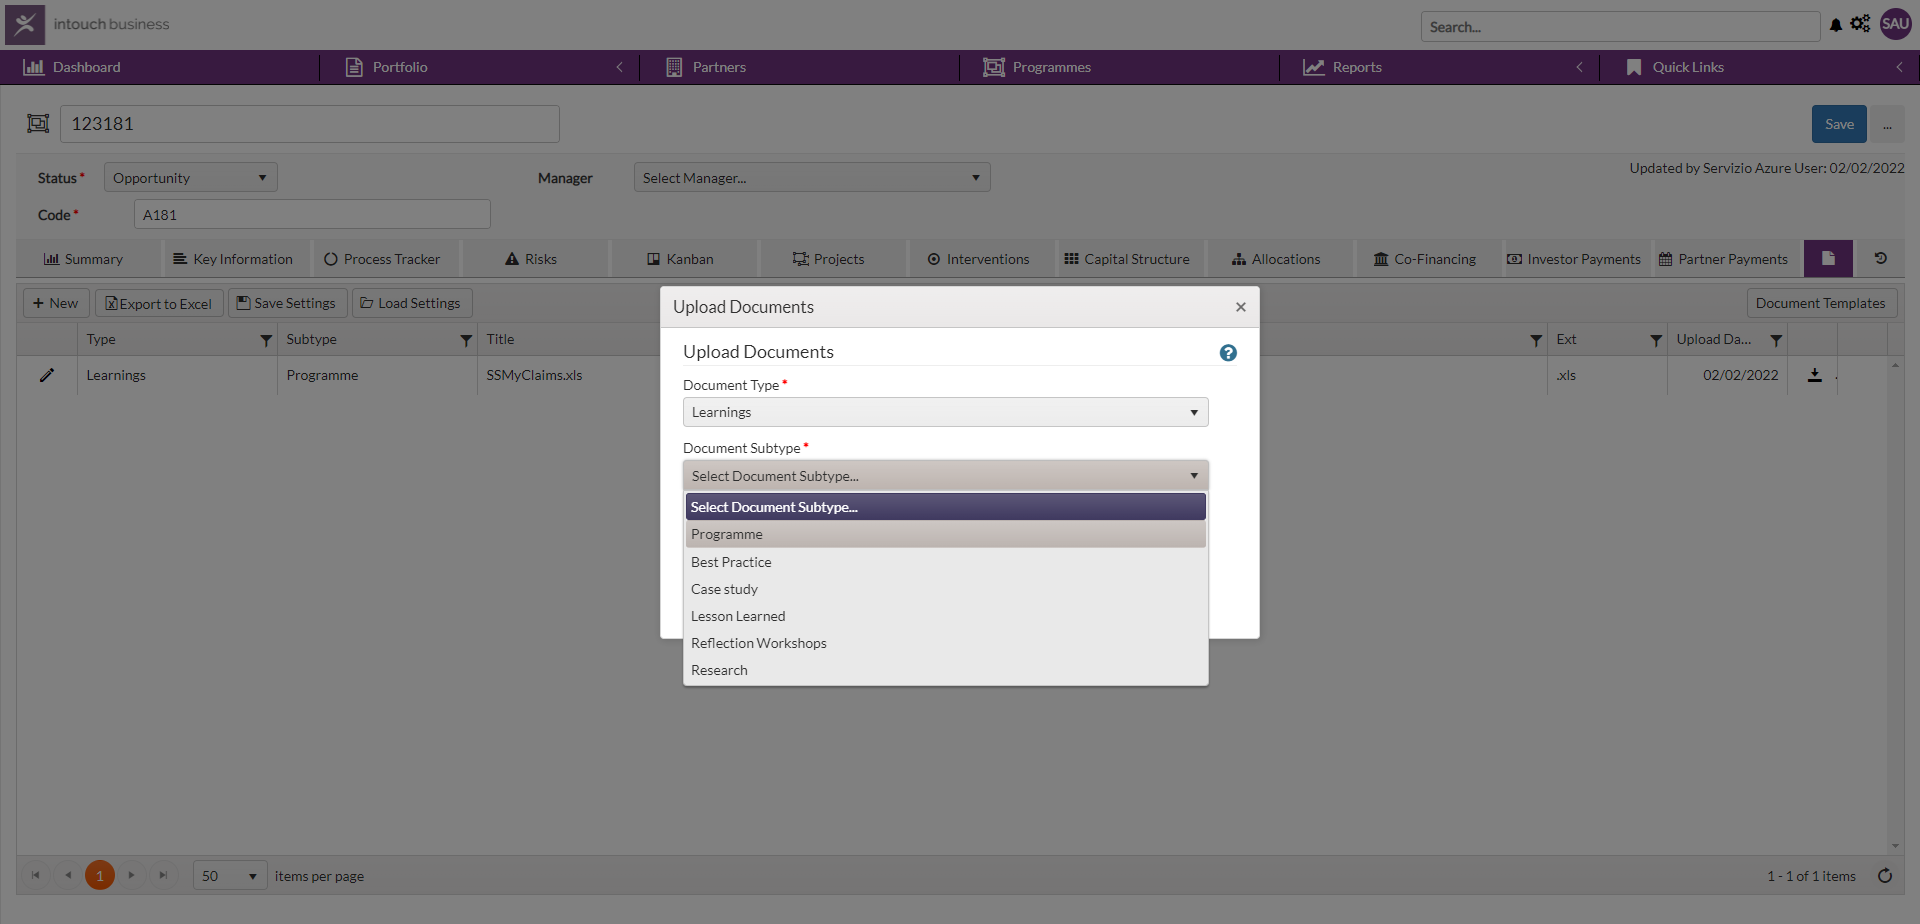 intouch business
Search...
SAU
Dashboard
Portfolio
Partners
Programmes
Reports
Quick Links
123181
Save
...
Status *
Opportunity
Manager
Select Manager...
Updated by Servizio Azure User: 02/02/2022
Code *
A181
Summary
Key Information
Process Tracker
Risks
Kanban
Projects
Interventions
Capital Structure
Allocations
Co-Financing
Investor Payments
Partner Payments
+ New
Export to Excel
Save Settings
Load Settings
Document Templates
Type
Subtype
Title
Ext
Upload Da...
Learnings
Programme
SSMyClaims.xls
.xls
02/02/2022
Upload Documents
Upload Documents
Document Type *
Learnings
Document Subtype *
Select Document Subtype...
Select Document Subtype...
Programme
Best Practice
Case study
Lesson Learned
Reflection Workshops
Research
1
50
items per page
1 - 1 of 1 items